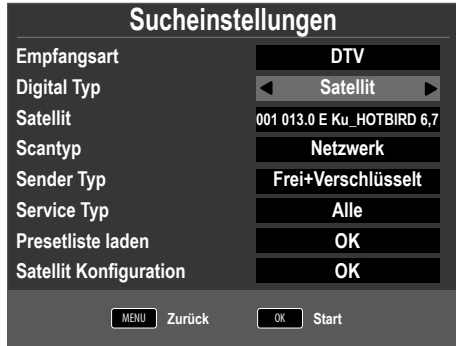 Sucheinstellungen
Empfangsart DTV
Digital Typ Satellit
Satellit 001 013.0 E Ku_HOTBIRD 6,7
Scantyp Netzwerk
Sender Typ Frei+Verschlüsselt
Service Typ Alle
Presetliste laden OK
Satellit Konfiguration OK
MENU Zurück OK Start